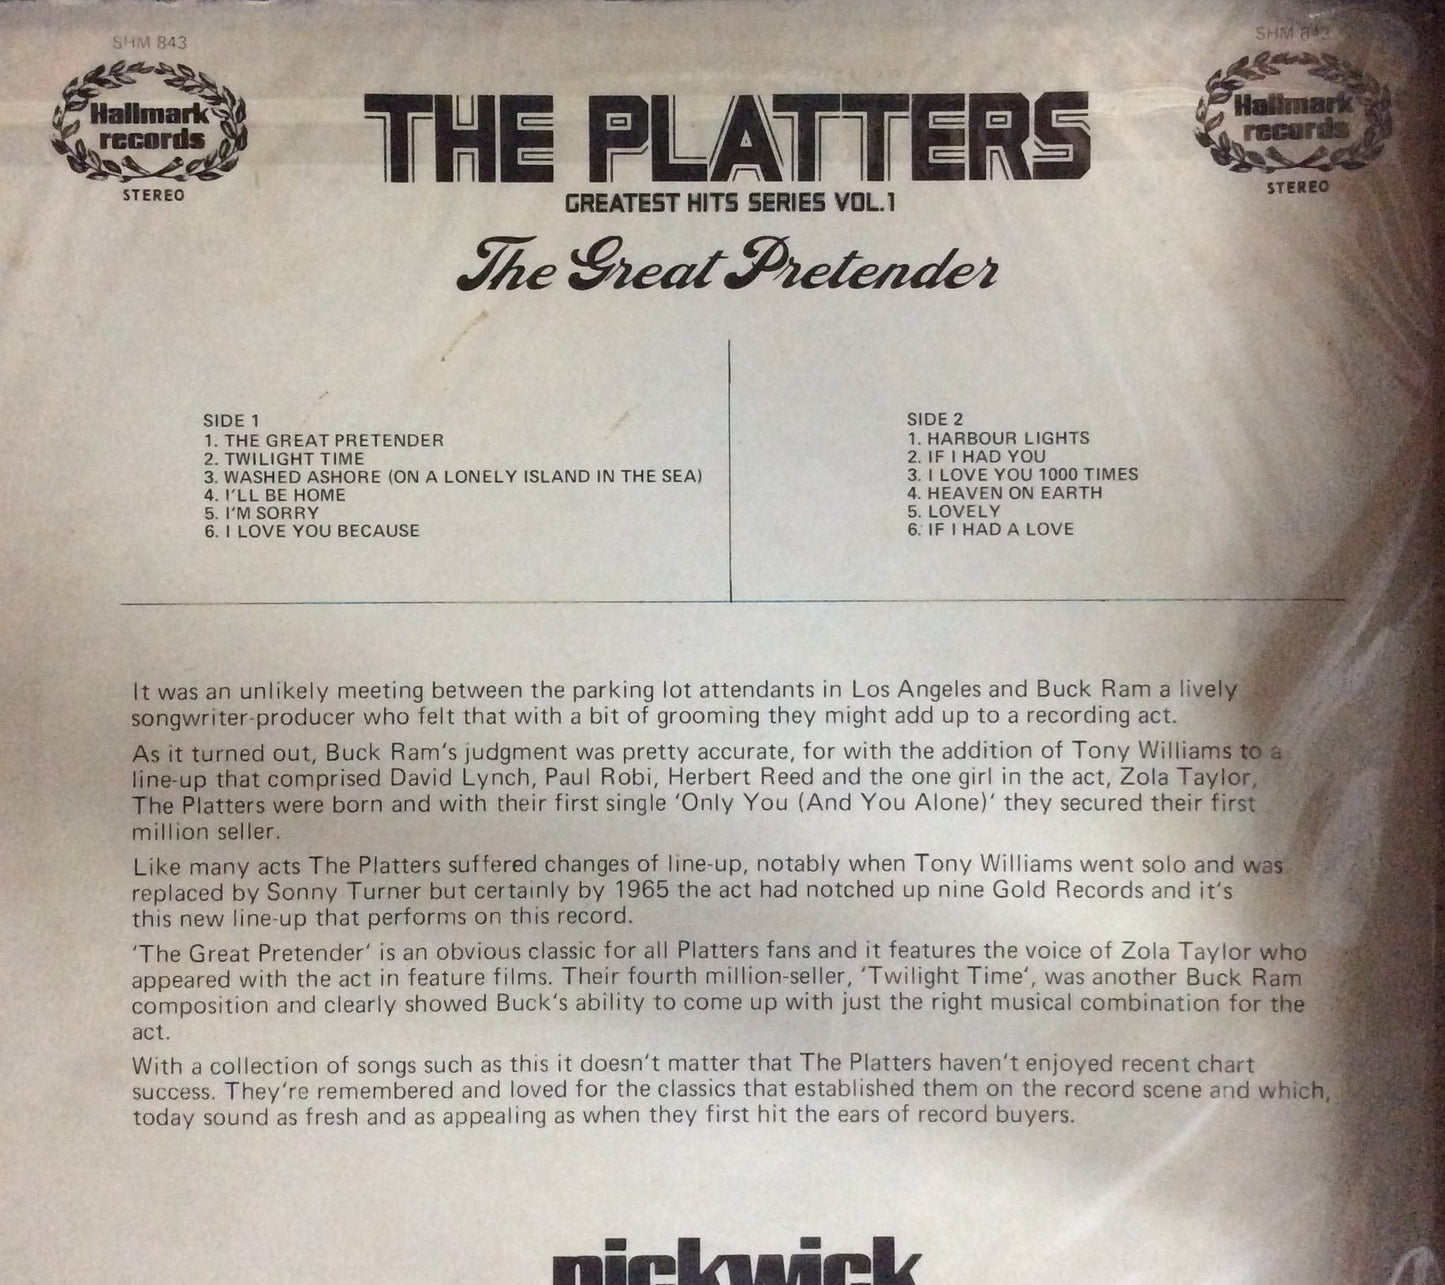 SHM 843
SHM 843
Hallmark
records
STEREO
Hallmark
records
STEREO
THE PLATTERS
GREATEST HITS SERIES VOL.1
The Great Pretender
SIDE 1
1. THE GREAT PRETENDER
2. TWILIGHT TIME
3. WASHED ASHORE (ON A LONELY ISLAND IN THE SEA)
4. I'LL BE HOME
5. I'M SORRY
6. I LOVE YOU BECAUSE
SIDE 2
1. HARBOUR LIGHTS
2. IF I HAD YOU
3. I LOVE YOU 1000 TIMES
4. HEAVEN ON EARTH
5. LOVELY
6. IF I HAD A LOVE
It was an unlikely meeting between the parking lot attendants in Los Angeles and Buck Ram a lively
songwriter-producer who felt that with a bit of grooming they might add up to a recording act.
As it turned out, Buck Ram's judgment was pretty accurate, for with the addition of Tony Williams to a
line-up that comprised David Lynch, Paul Robi, Herbert Reed and the one girl in the act, Zola Taylor,
The Platters were born and with their first single 'Only You (And You Alone)' they secured their first
million seller.
Like many acts The Platters suffered changes of line-up, notably when Tony Williams went solo and was
replaced by Sonny Turner but certainly by 1965 the act had notched up nine Gold Records and it's
this new line-up that performs on this record.
'The Great Pretender' is an obvious classic for all Platters fans and it features the voice of Zola Taylor who
appeared with the act in feature films. Their fourth million-seller, 'Twilight Time', was another Buck Ram
composition and clearly showed Buck's ability to come up with just the right musical combination for the
act.
With a collection of songs such as this it doesn't matter that The Platters haven't enjoyed recent chart
success. They're remembered and loved for the classics that established them on the record scene and which,
today sound as fresh and as appealing as when they first hit the ears of record buyers.
pickwick